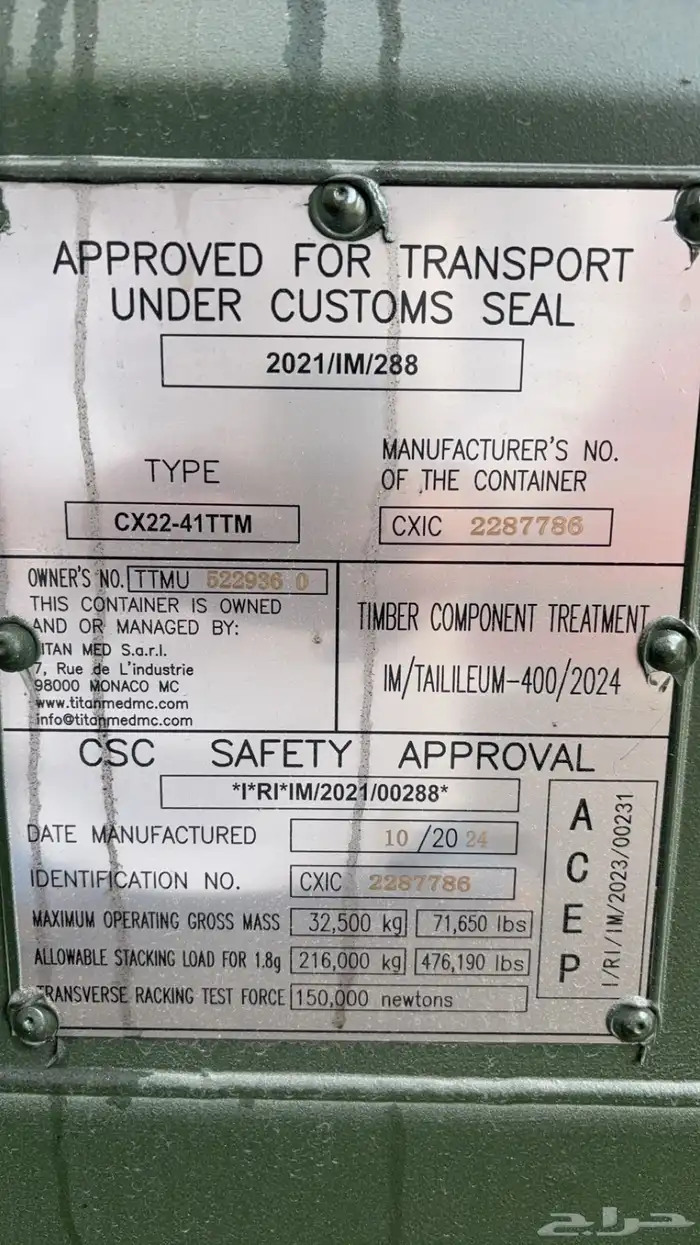 APPROVED FOR TRANSPORT
UNDER CUSTOMS SEAL
2021/IM/288
TYPE
CX22-41TTM
MANUFACTURER'S NO.
OF THE CONTAINER
CXIC 2287786
OWNER'S NO. TTMU 522936 0
THIS CONTAINER IS OWNED
AND OR MANAGED BY:
TITAN MED S.a.r.l.
7, Rue de L'industrie
98000 MONACO MC
www.titanmedmc.com
info@titanmedmc.com
TIMBER COMPONENT TREATMENT
IM/TAILILEUM-400/2024
CSC SAFETY APPROVAL
*I*RI*IM/2021/00288*
DATE MANUFACTURED 10 /20 24
IDENTIFICATION NO. CXIC 2287786
MAXIMUM OPERATING GROSS MASS 32,500 kg 71,650 lbs
ALLOWABLE STACKING LOAD FOR 1.8g 216,000 kg 476,190 lbs
TRANSVERSE RACKING TEST FORCE 150,000 newtons
ACEP
I/RI/IM/2023/00231
حراج